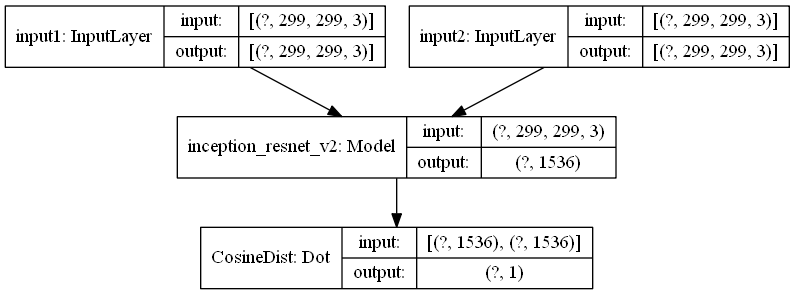 input1: InputLayer
input: [(?, 299, 299, 3)]
output: [(?, 299, 299, 3)]
input2: InputLayer
input: [(?, 299, 299, 3)]
output: [(?, 299, 299, 3)]
inception_resnet_v2: Model
input: (?, 299, 299, 3)
output: (?, 1536)
CosineDist: Dot
input: [(?, 1536), (?, 1536)]
output: (?, 1)